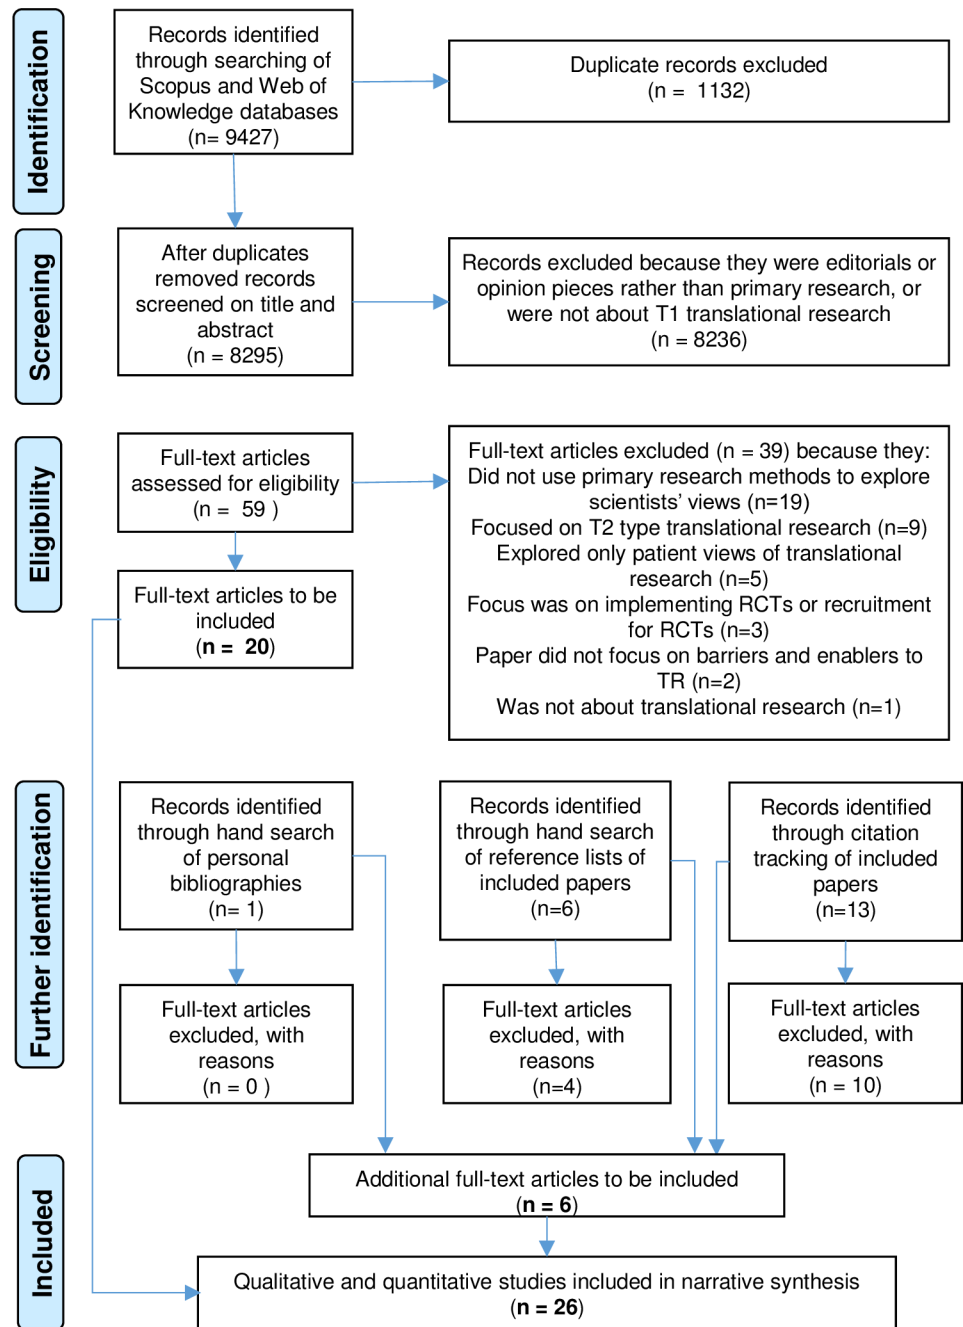 Identification
Records identified
through searching of
Scopus and Web of
Knowledge databases
(n= 9427)
Duplicate records excluded
(n =  1132)
Screening
After duplicates
removed records
screened on title and
abstract
(n = 8295)
Records excluded because they were editorials or
opinion pieces rather than primary research, or
were not about T1 translational research
(n = 8236)
Eligibility
Full-text articles
assessed for eligibility
(n =  59 )
Full-text articles excluded (n = 39) because they:
Did not use primary research methods to explore
scientists’ views (n=19)
Focused on T2 type translational research (n=9)
Explored only patient views of translational
research (n=5)
Focus was on implementing RCTs or recruitment
for RCTs (n=3)
Paper did not focus on barriers and enablers to
TR (n=2)
Was not about translational research (n=1)
Full-text articles to be
included
(n =  20)
Further identification
Records identified
through hand search
of personal
bibliographies
(n= 1)
Records identified
through hand search
of reference lists of
included papers
(n=6)
Records identified
through citation
tracking of included
papers
(n=13)
Full-text articles
excluded, with
reasons
(n = 0 )
Full-text articles
excluded, with
reasons
(n=4)
Full-text articles
excluded, with
reasons
(n = 10)
Included
Additional full-text articles to be included
(n = 6)
Qualitative and quantitative studies included in narrative synthesis
(n = 26)